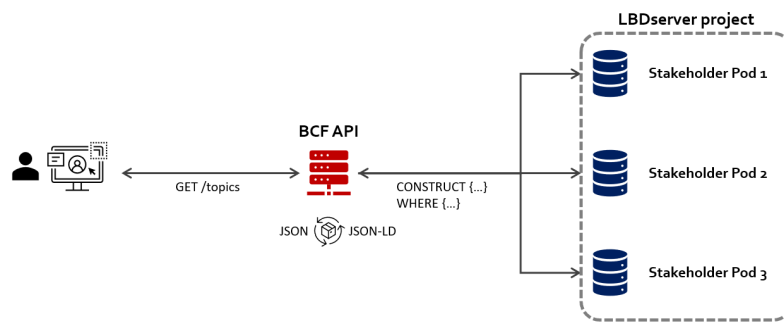 LBDserver project
Stakeholder Pod 1
BCF API
GET /topics
CONSTRUCT {...}
WHERE {...}
Stakeholder Pod 2
JSON
JSON-LD
Stakeholder Pod 3